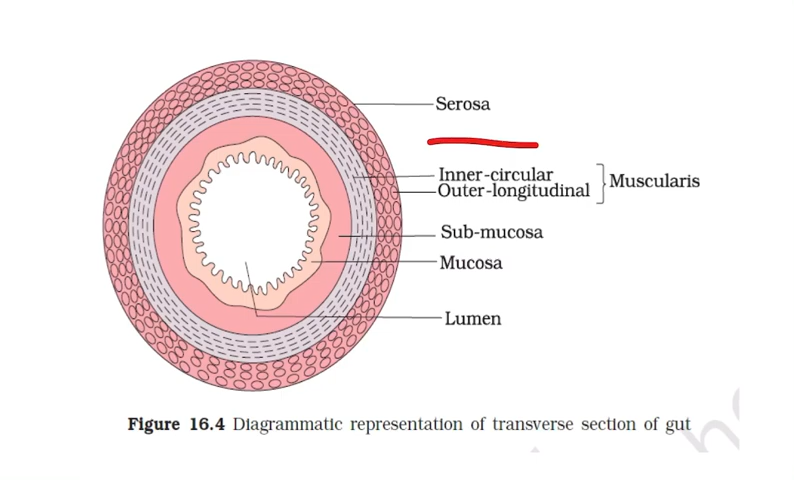 Serosa
Inner-circular
Outer-longitudinal
Muscularis
Sub-mucosa
Mucosa
Lumen
Figure 16.4 Diagrammatic representation of transverse section of gut